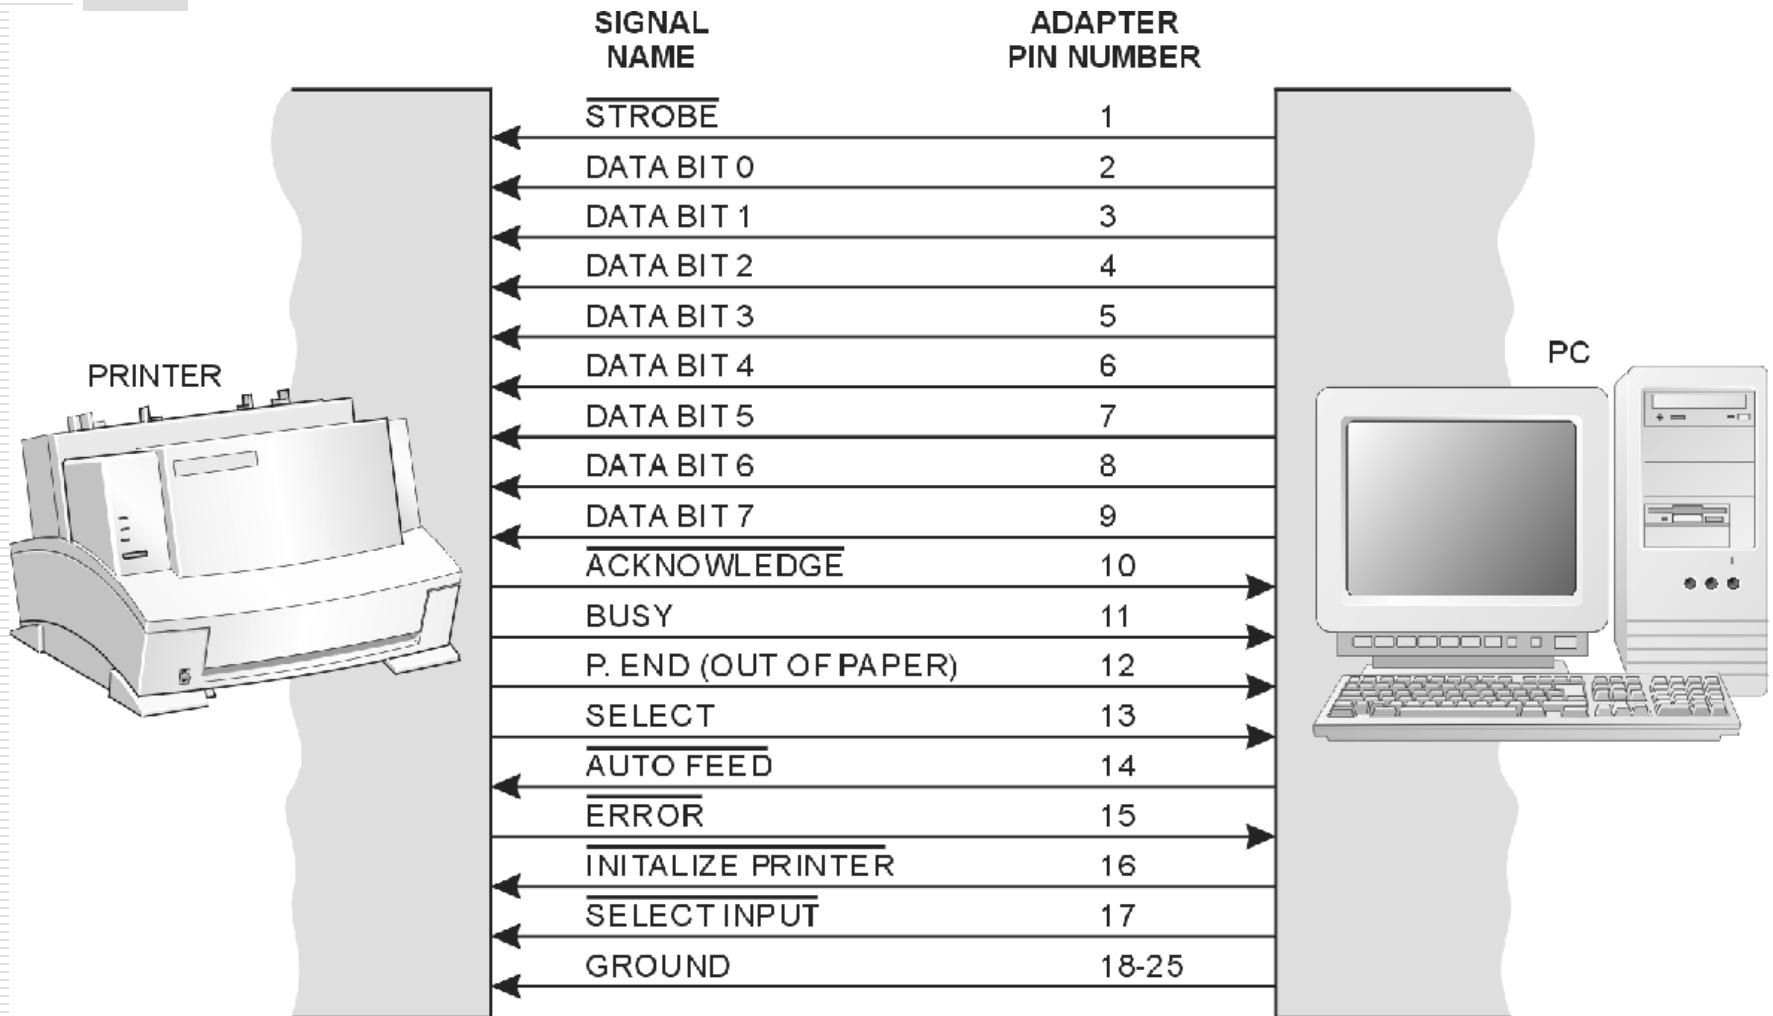 SIGNAL NAME
ADAPTER PIN NUMBER
STROBE 1
DATA BIT 0 2
DATA BIT 1 3
DATA BIT 2 4
DATA BIT 3 5
DATA BIT 4 6
DATA BIT 5 7
DATA BIT 6 8
DATA BIT 7 9
ACKNOWLEDGE 10
BUSY 11
P. END (OUT OF PAPER) 12
SELECT 13
AUTO FEED 14
ERROR 15
INITALIZE PRINTER 16
SELECT INPUT 17
GROUND 18-25
PRINTER
PC